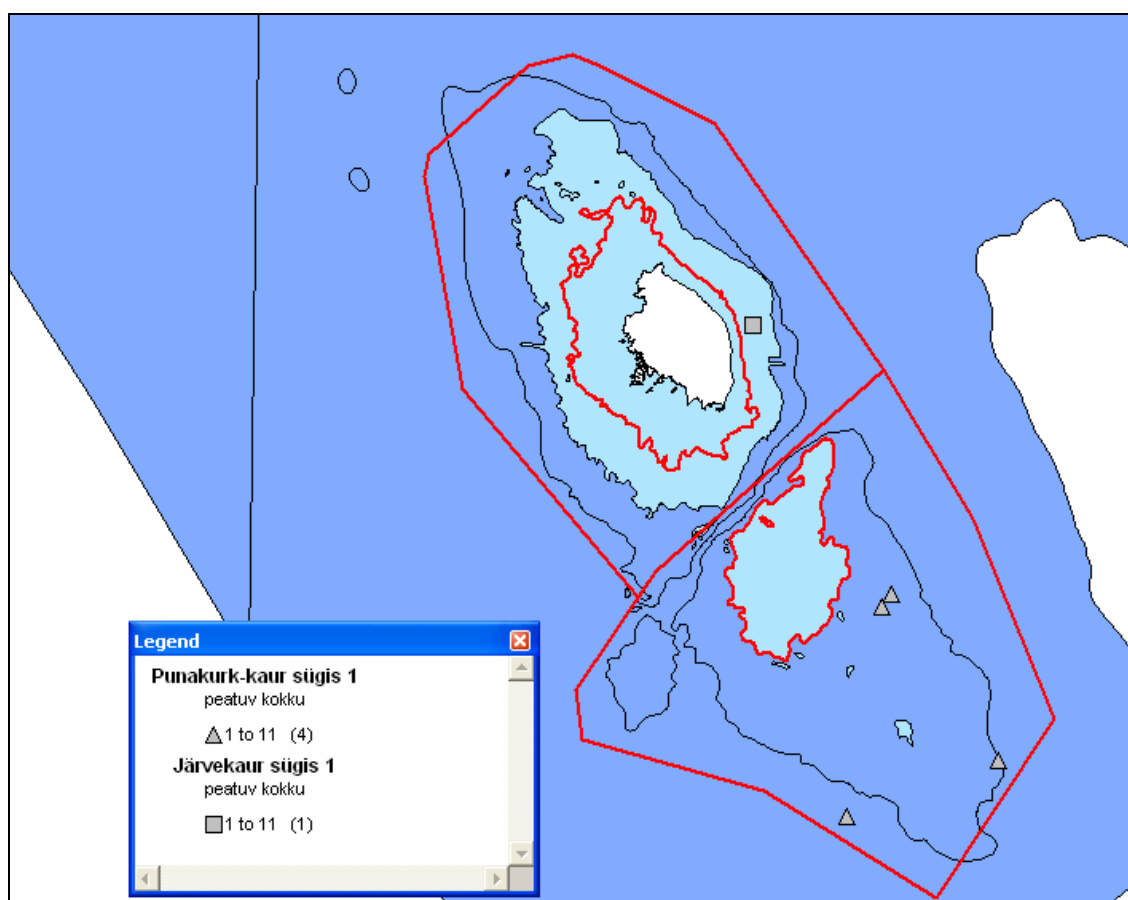 Legend
Punakurk-kaur sügis 1
peatuv kokku
1 to 11 (4)
Järvekaur sügis 1
peatuv kokku
1 to 11 (1)